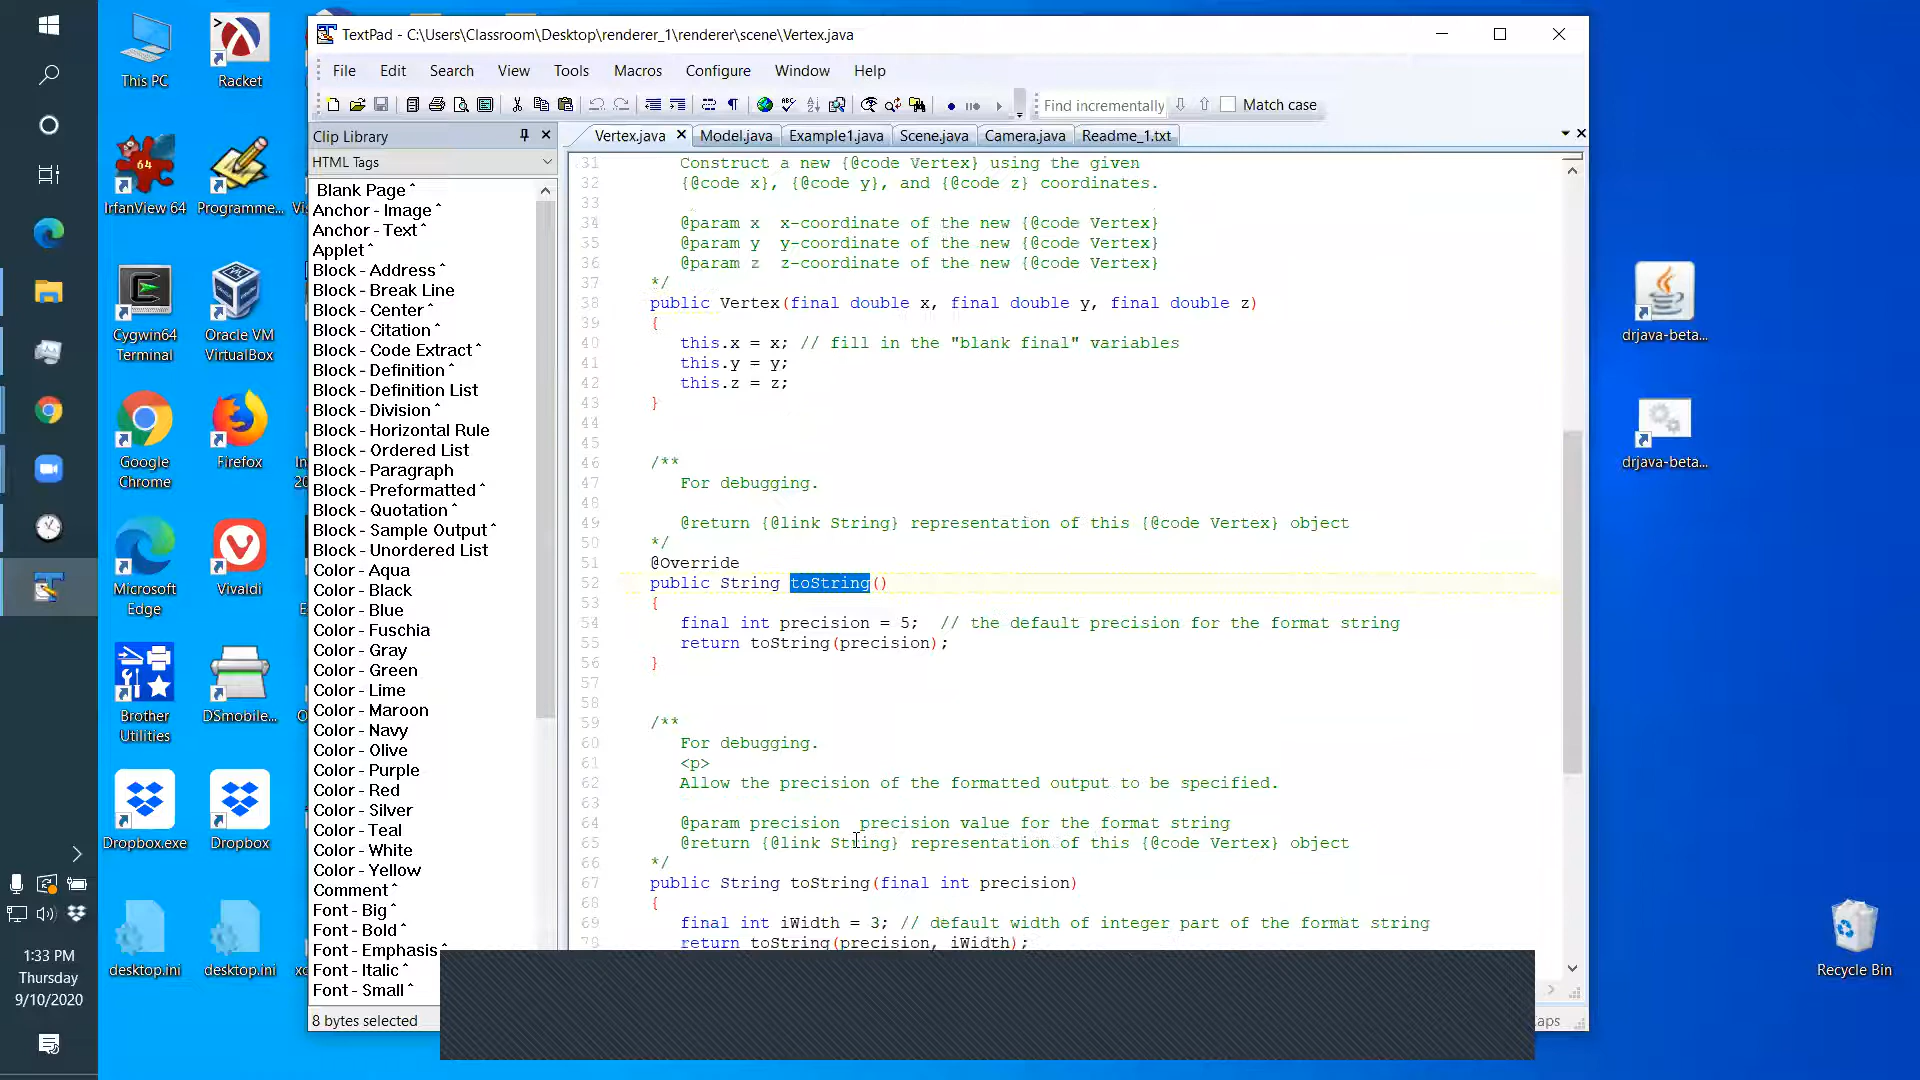 TextPad - C:\Users\Classroom\Desktop\renderer_1\renderer\scene\Vertex.java
File Edit Search View Tools Macros Configure Window Help
Find incrementally Match case
Clip Library
HTML Tags
Blank Page ^
Anchor - Image ^
Anchor - Text ^
Applet ^
Block - Address ^
Block - Break Line
Block - Center ^
Block - Citation ^
Block - Code Extract ^
Block - Definition ^
Block - Definition List
Block - Division ^
Block - Horizontal Rule
Block - Ordered List
Block - Paragraph
Block - Preformatted ^
Block - Quotation ^
Block - Sample Output ^
Block - Unordered List
Color - Aqua
Color - Black
Color - Blue
Color - Fuschia
Color - Gray
Color - Green
Color - Lime
Color - Maroon
Color - Navy
Color - Olive
Color - Purple
Color - Red
Color - Silver
Color - Teal
Color - White
Color - Yellow
Comment ^
Font - Big ^
Font - Bold ^
Font - Emphasis ^
Font - Italic ^
Font - Small ^
8 bytes selected
Vertex.java Model.java Example1.java Scene.java Camera.java Readme_1.txt
31 Construct a new {@code Vertex} using the given
32 {@code x}, {@code y}, and {@code z} coordinates.
33
34 @param x x-coordinate of the new {@code Vertex}
35 @param y y-coordinate of the new {@code Vertex}
36 @param z z-coordinate of the new {@code Vertex}
37 */
38 public Vertex(final double x, final double y, final double z)
39 {
40 this.x = x; // fill in the "blank final" variables
41 this.y = y;
42 this.z = z;
43 }
44
45
46 /**
47 For debugging.
48
49 @return {@link String} representation of this {@code Vertex} object
50 */
51 @Override
52 public String toString()
53 {
54 final int precision = 5; // the default precision for the format string
55 return toString(precision);
56 }
57
58
59 /**
60 For debugging.
61 <p>
62 Allow the precision of the formatted output to be specified.
63
64 @param precision precision value for the format string
65 @return {@link String} representation of this {@code Vertex} object
66 */
67 public String toString(final int precision)
68 {
69 final int iWidth = 3; // default width of integer part of the format string
70 return toString(precision, iWidth);
This PC
Racket
IrfanView 64
Programme...
Cygwin64
Terminal
Oracle VM
VirtualBox
Google
Chrome
Firefox
Microsoft
Edge
Vivaldi
Brother
Utilities
DSmobile...
Dropbox.exe
Dropbox
desktop.ini
desktop.ini
drjava-beta...
drjava-beta...
Recycle Bin
1:33 PM
Thursday
9/10/2020